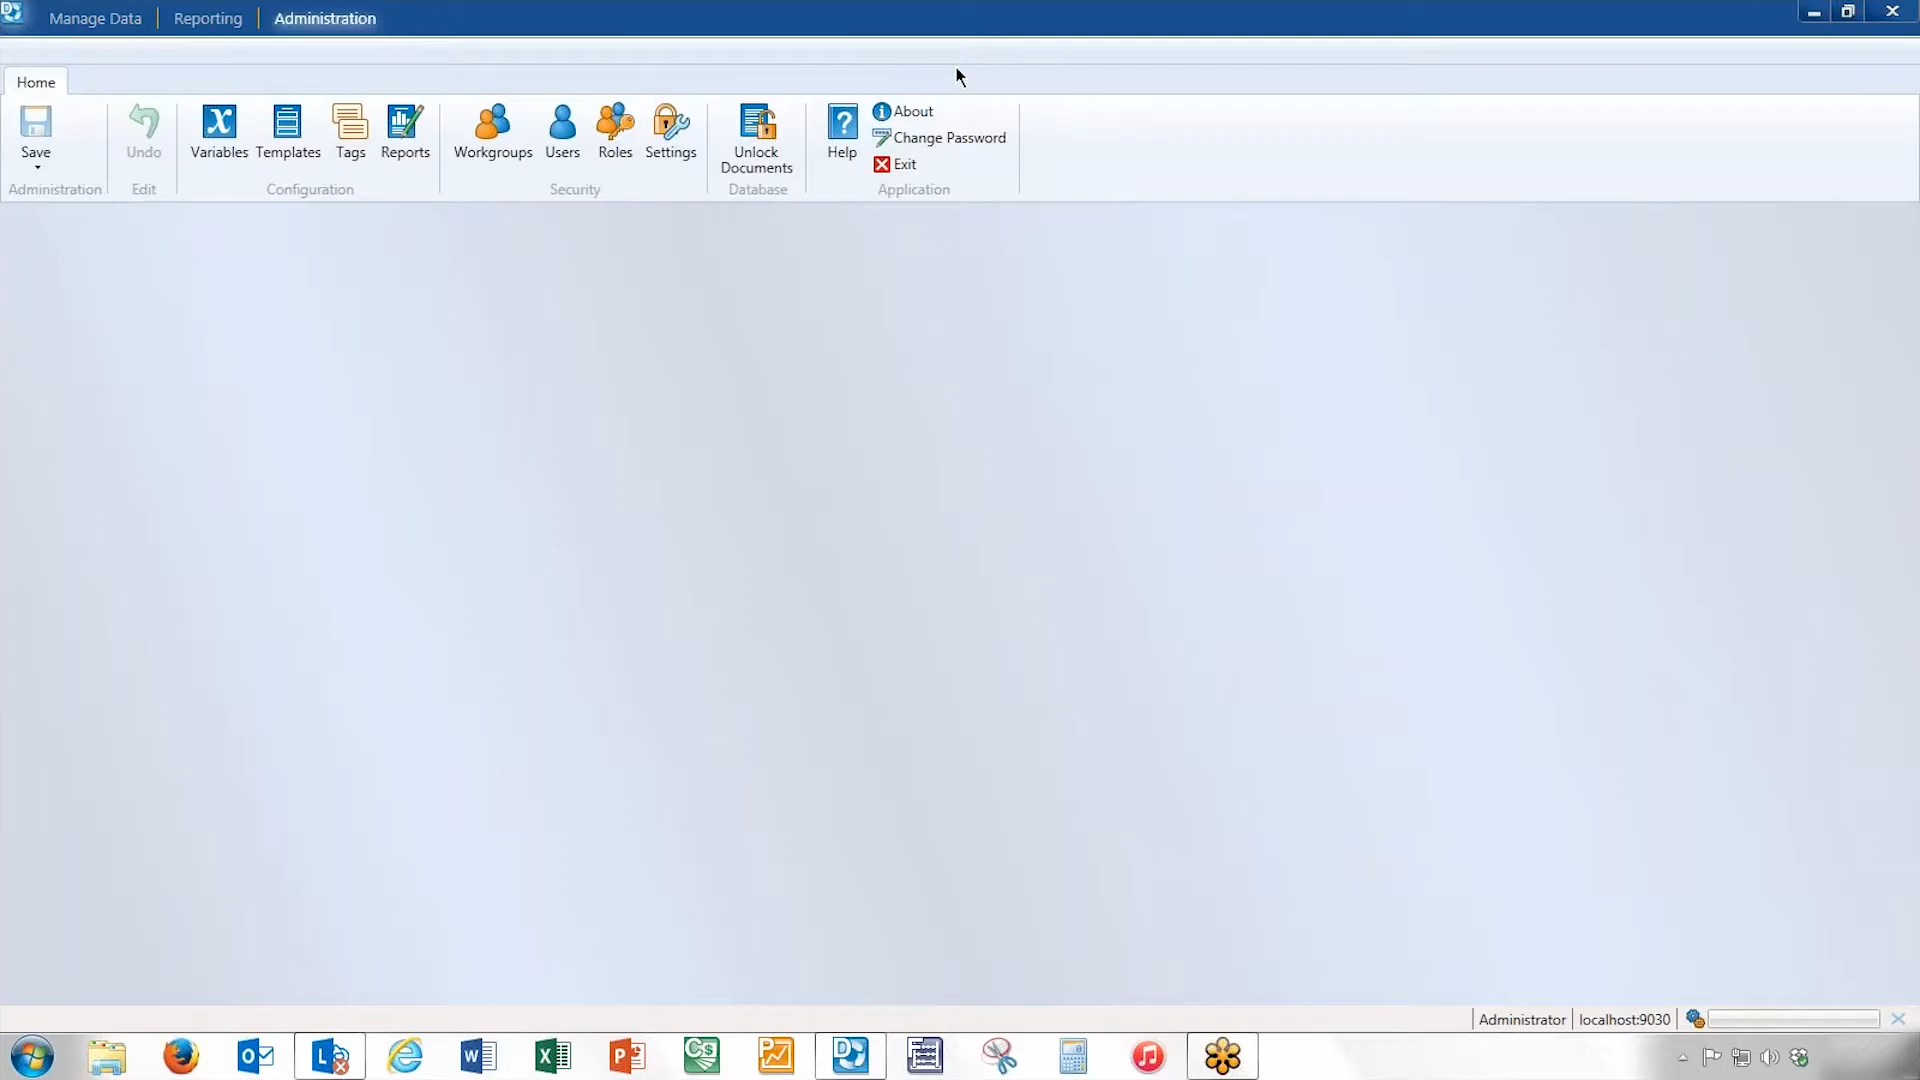 Manage Data | Reporting | Administration
Home
Save Undo Variables Templates Tags Reports Workgroups Users Roles Settings Unlock Documents Help
About
Change Password
Exit
Administration Edit Configuration Security Database Application
Administrator localhost:9030